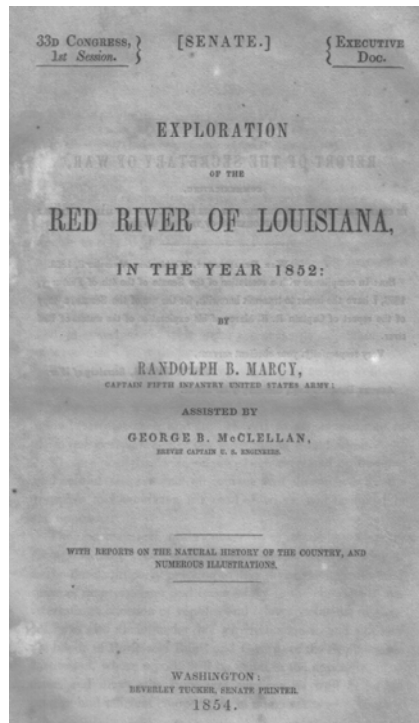 33D CONGRESS, 1st Session. [SENATE.] EXECUTIVE DOC.
EXPLORATION
OF THE
RED RIVER OF LOUISIANA,
IN THE YEAR 1852:
BY
RANDOLPH B. MARCY,
CAPTAIN FIFTH INFANTRY UNITED STATES ARMY;
ASSISTED BY
GEORGE B. McCLELLAN,
BREVET CAPTAIN U. S. ENGINEERS.
WITH REPORTS ON THE NATURAL HISTORY OF THE COUNTRY, AND
NUMEROUS ILLUSTRATIONS.
WASHINGTON:
BEVERLEY TUCKER, SENATE PRINTER.
1854.